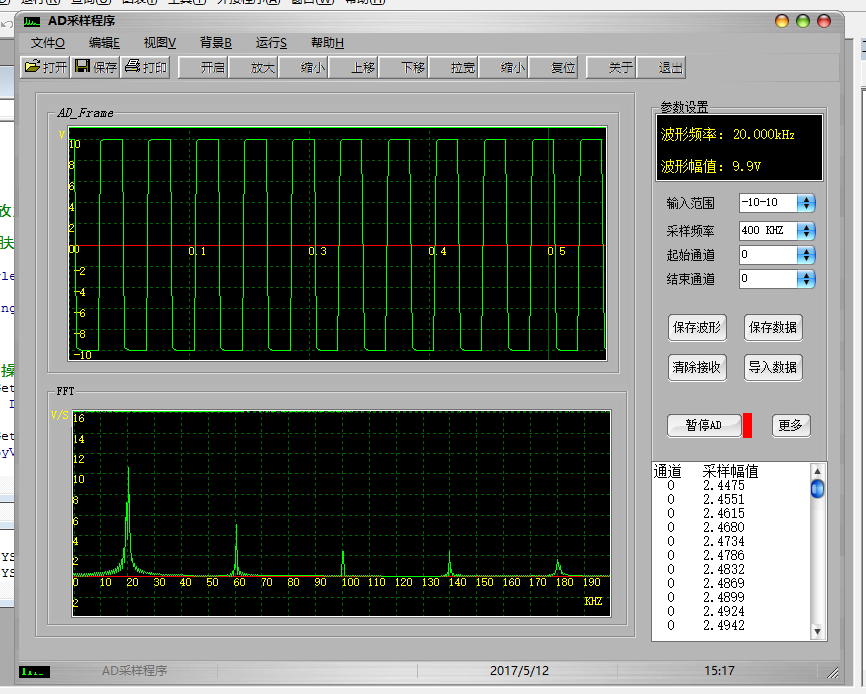 AD采样程序
文件O 编辑E 视图V 背景B 运行S 帮助H
打开 保存 打印 开启 放大 缩小 上移 下移 拉宽 缩小 复位 关于 退出
AD_Frame
V
10
8
6
4
2
00 0.1 0.3 0.4 0 5
-2
-4
-6
-8
-10
FFT
V/S
16
14
12
10
8
6
4
2
0 10 20 30 40 50 60 70 80 90 100 110 120 130 140 150 160 170 180 190
2
KHZ
参数设置
波形频率: 20.000kHz
波形幅值: 9.9V
输入范围 -10-10
采样频率 400 KHZ
起始通道 0
结束通道 0
保存波形 保存数据
清除接收 导入数据
暂停AD 更多
通道 采样幅值
0 2.4475
0 2.4551
0 2.4615
0 2.4680
0 2.4734
0 2.4786
0 2.4832
0 2.4869
0 2.4899
0 2.4924
0 2.4942
AD采样程序 2017/5/12 15:17